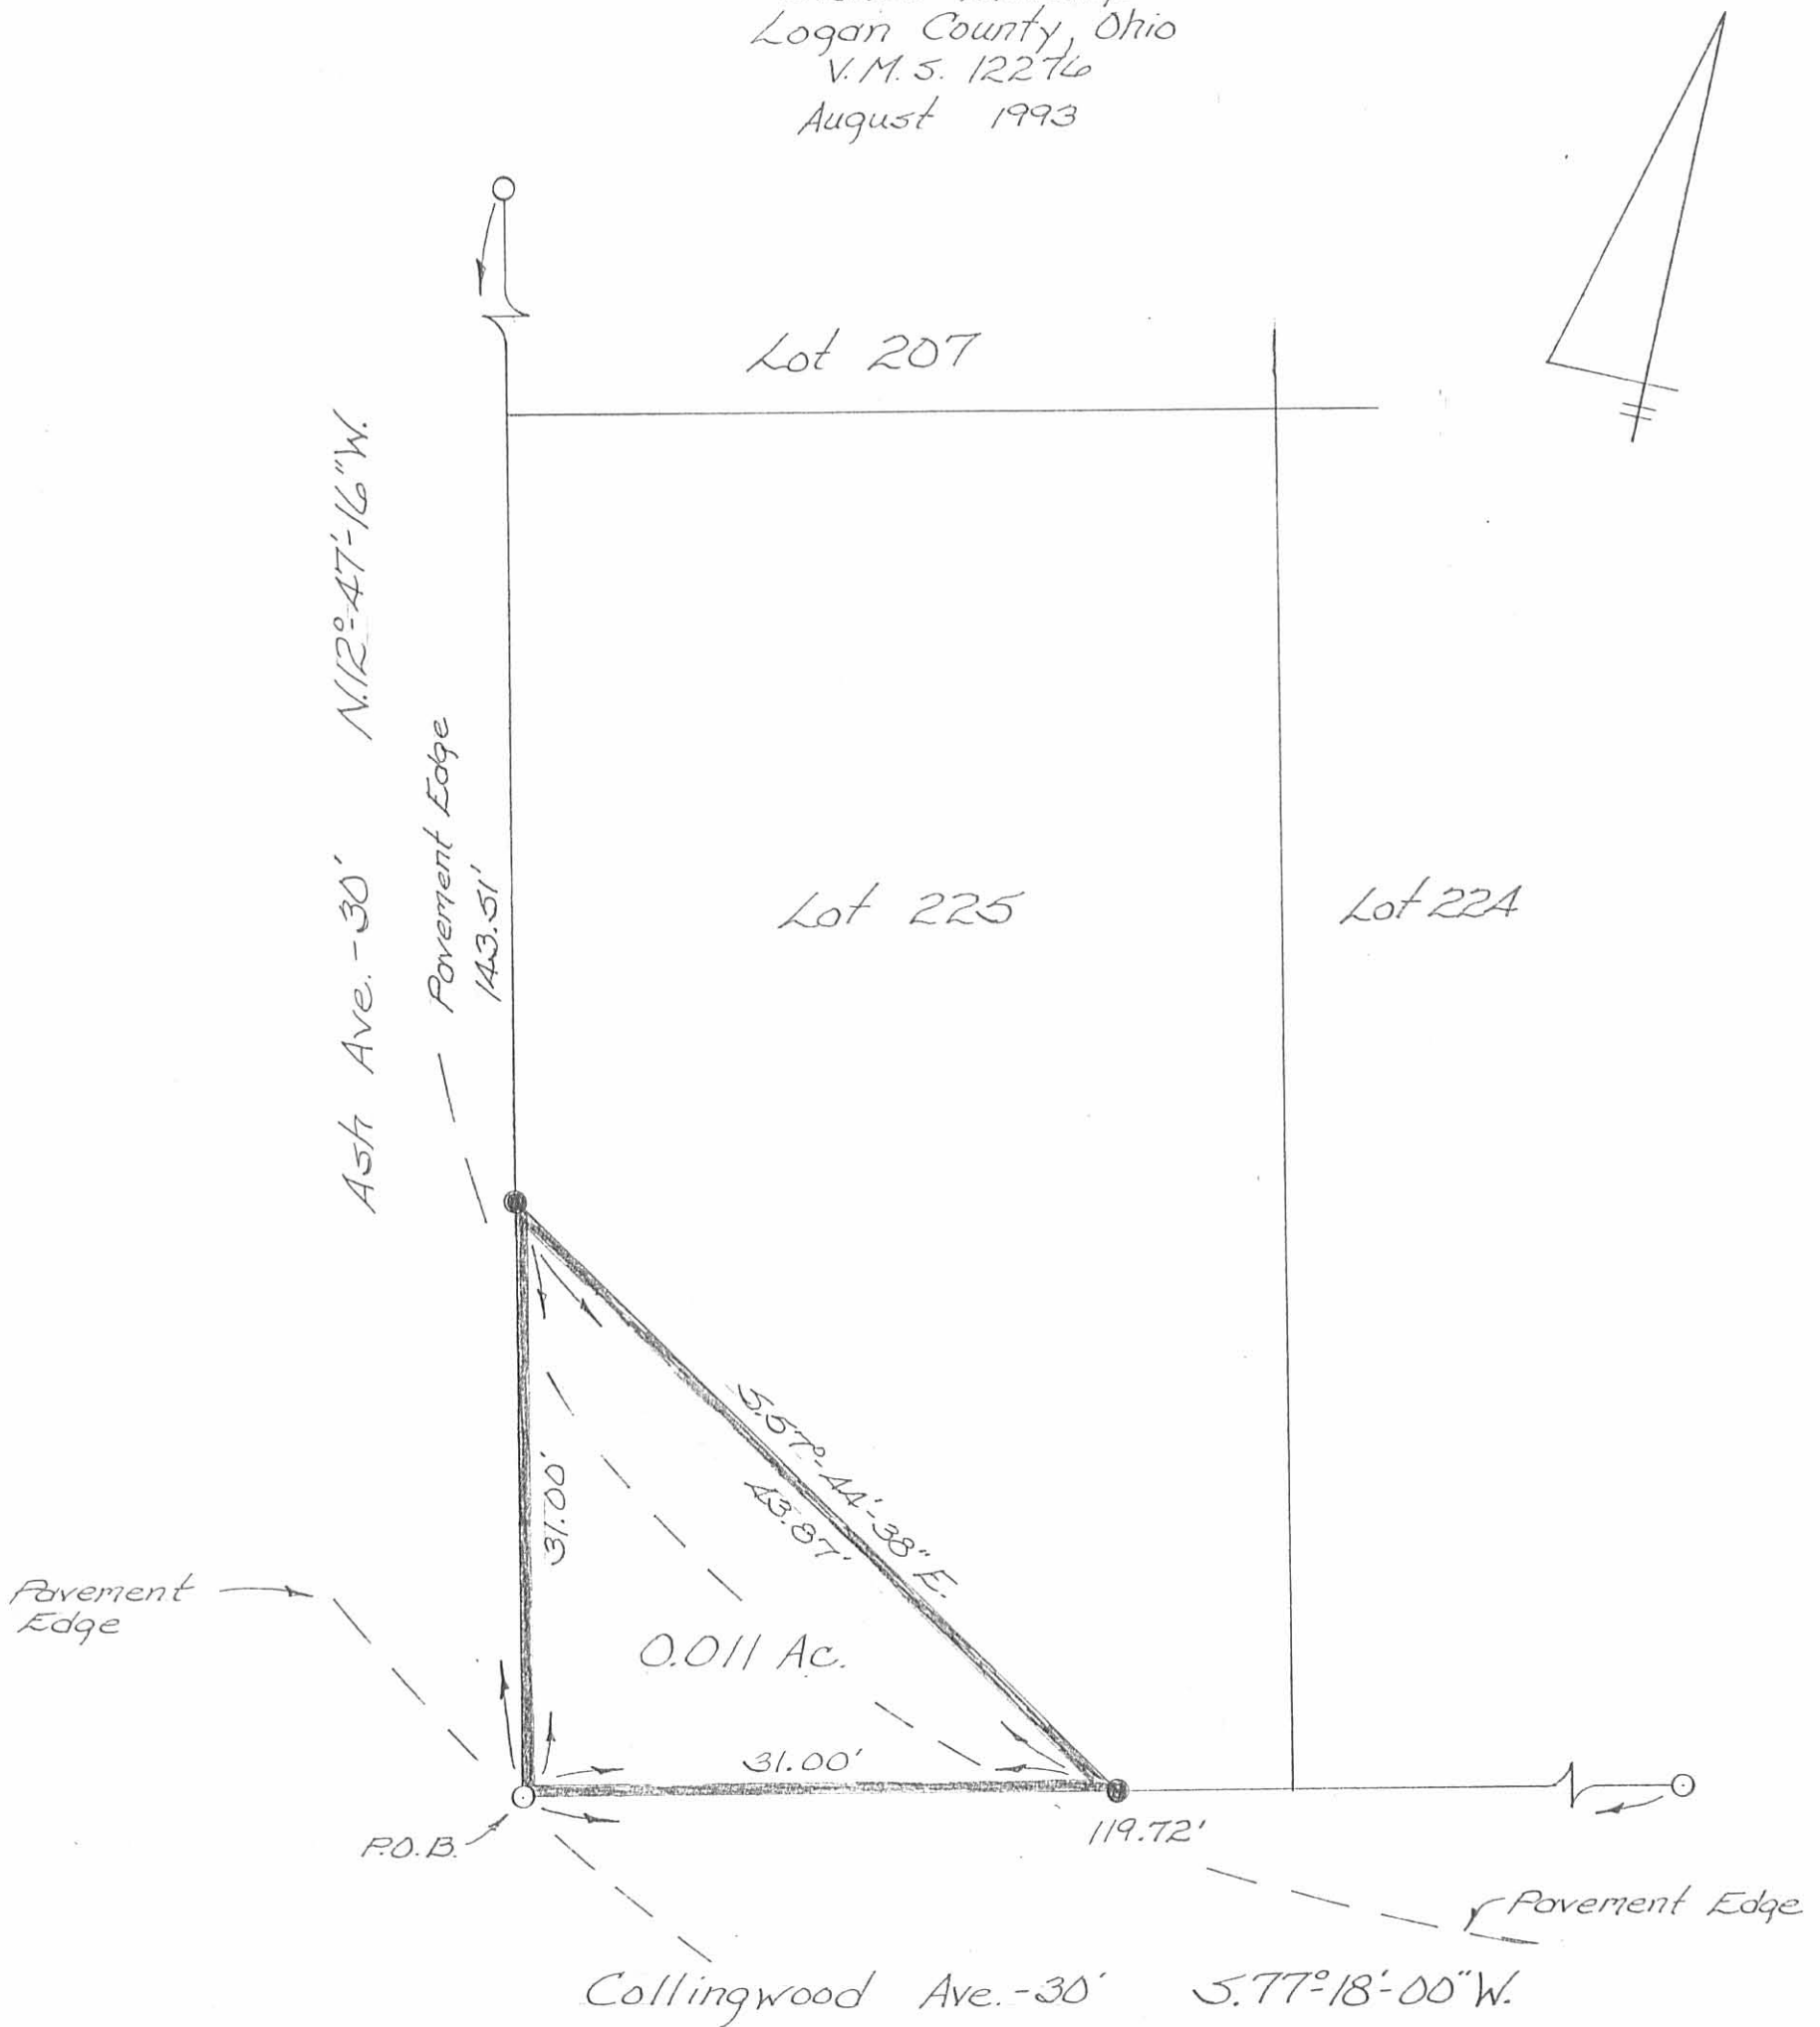 Logan County, Ohio
V.M.S. 12276
August 1993
Lot 207
N.12°-47'-16"W.
Pavement Edge
143.51'
Ash Ave.-30'
Lot 225
Lot 224
S.57°-44'-38"E.
43.87'
31.00'
Pavement
Edge
0.011 Ac.
31.00'
P.O.B.
119.72'
Pavement Edge
Collingwood Ave.-30' S.77°-18'-00"W.